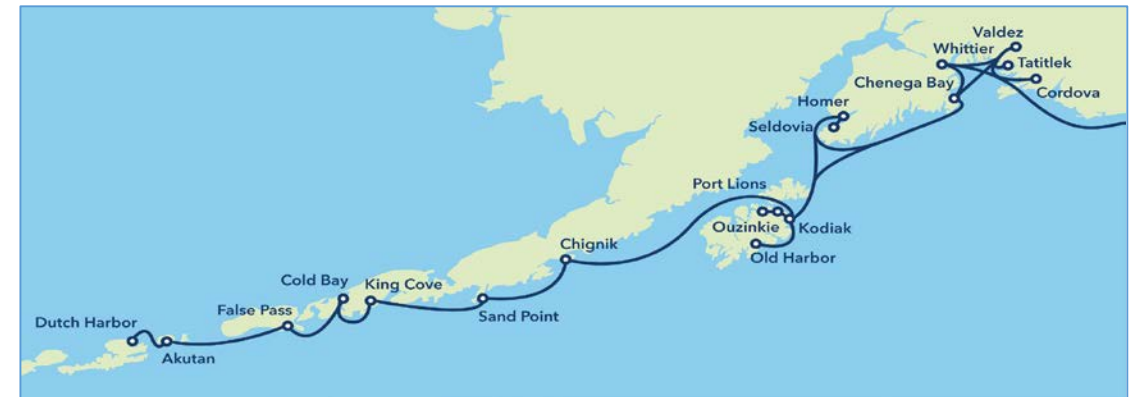 Valdez
Whittier
Tatitlek
Chenega Bay
Cordova
Homer
Seldovia
Port Lions
Ouzinkie
Kodiak
Old Harbor
Chignik
Cold Bay
King Cove
False Pass
Sand Point
Dutch Harbor
Akutan